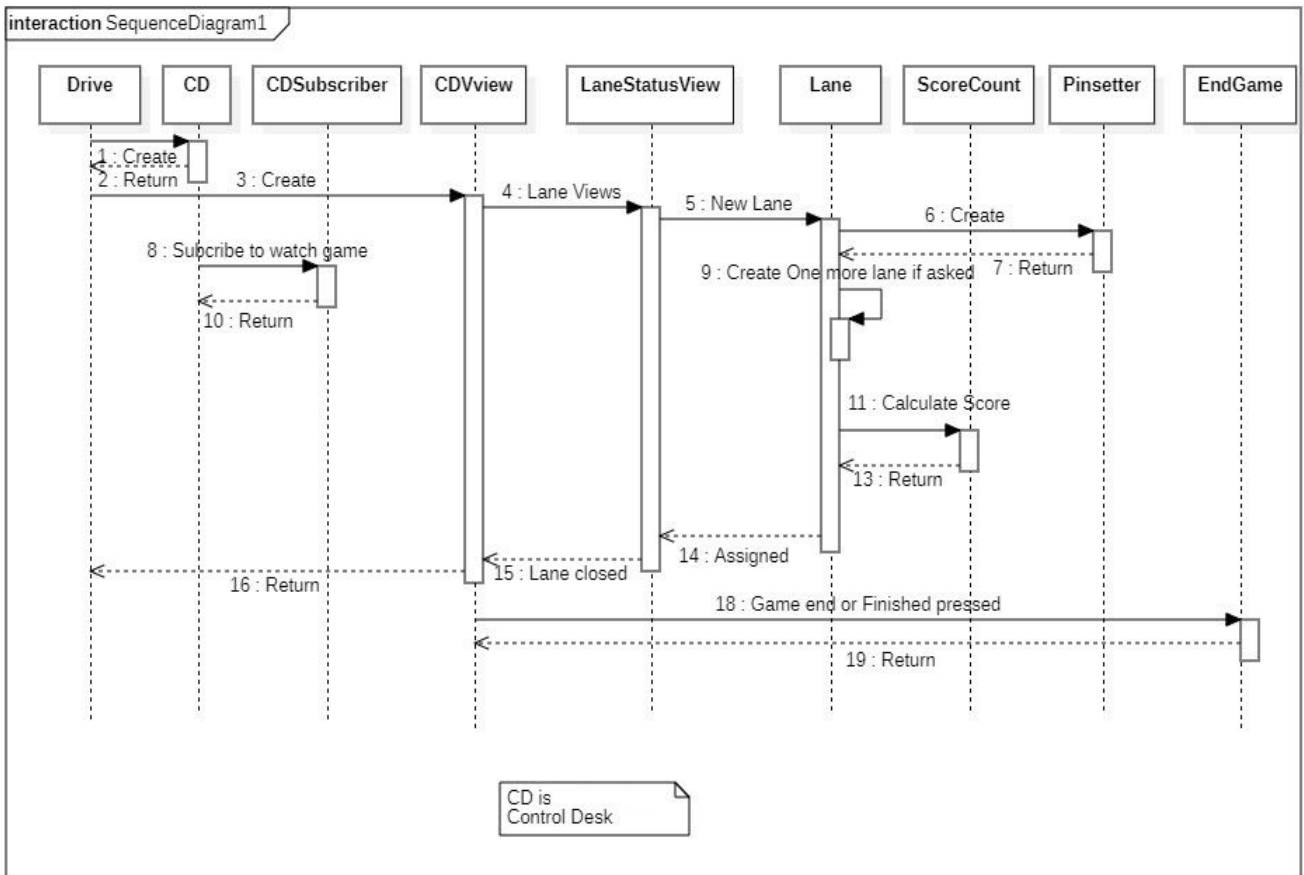 interaction SequenceDiagram1
Drive
CD
CDSubscriber
CDVview
LaneStatusView
Lane
ScoreCount
Pinsetter
EndGame
1 : Create
2 : Return
3 : Create
4 : Lane Views
5 : New Lane
6 : Create
7 : Return
8 : Subcribe to watch game
9 : Create One more lane if asked
10 : Return
11 : Calculate Score
13 : Return
14 : Assigned
15 : Lane closed
16 : Return
18 : Game end or Finished pressed
19 : Return
CD is
Control Desk